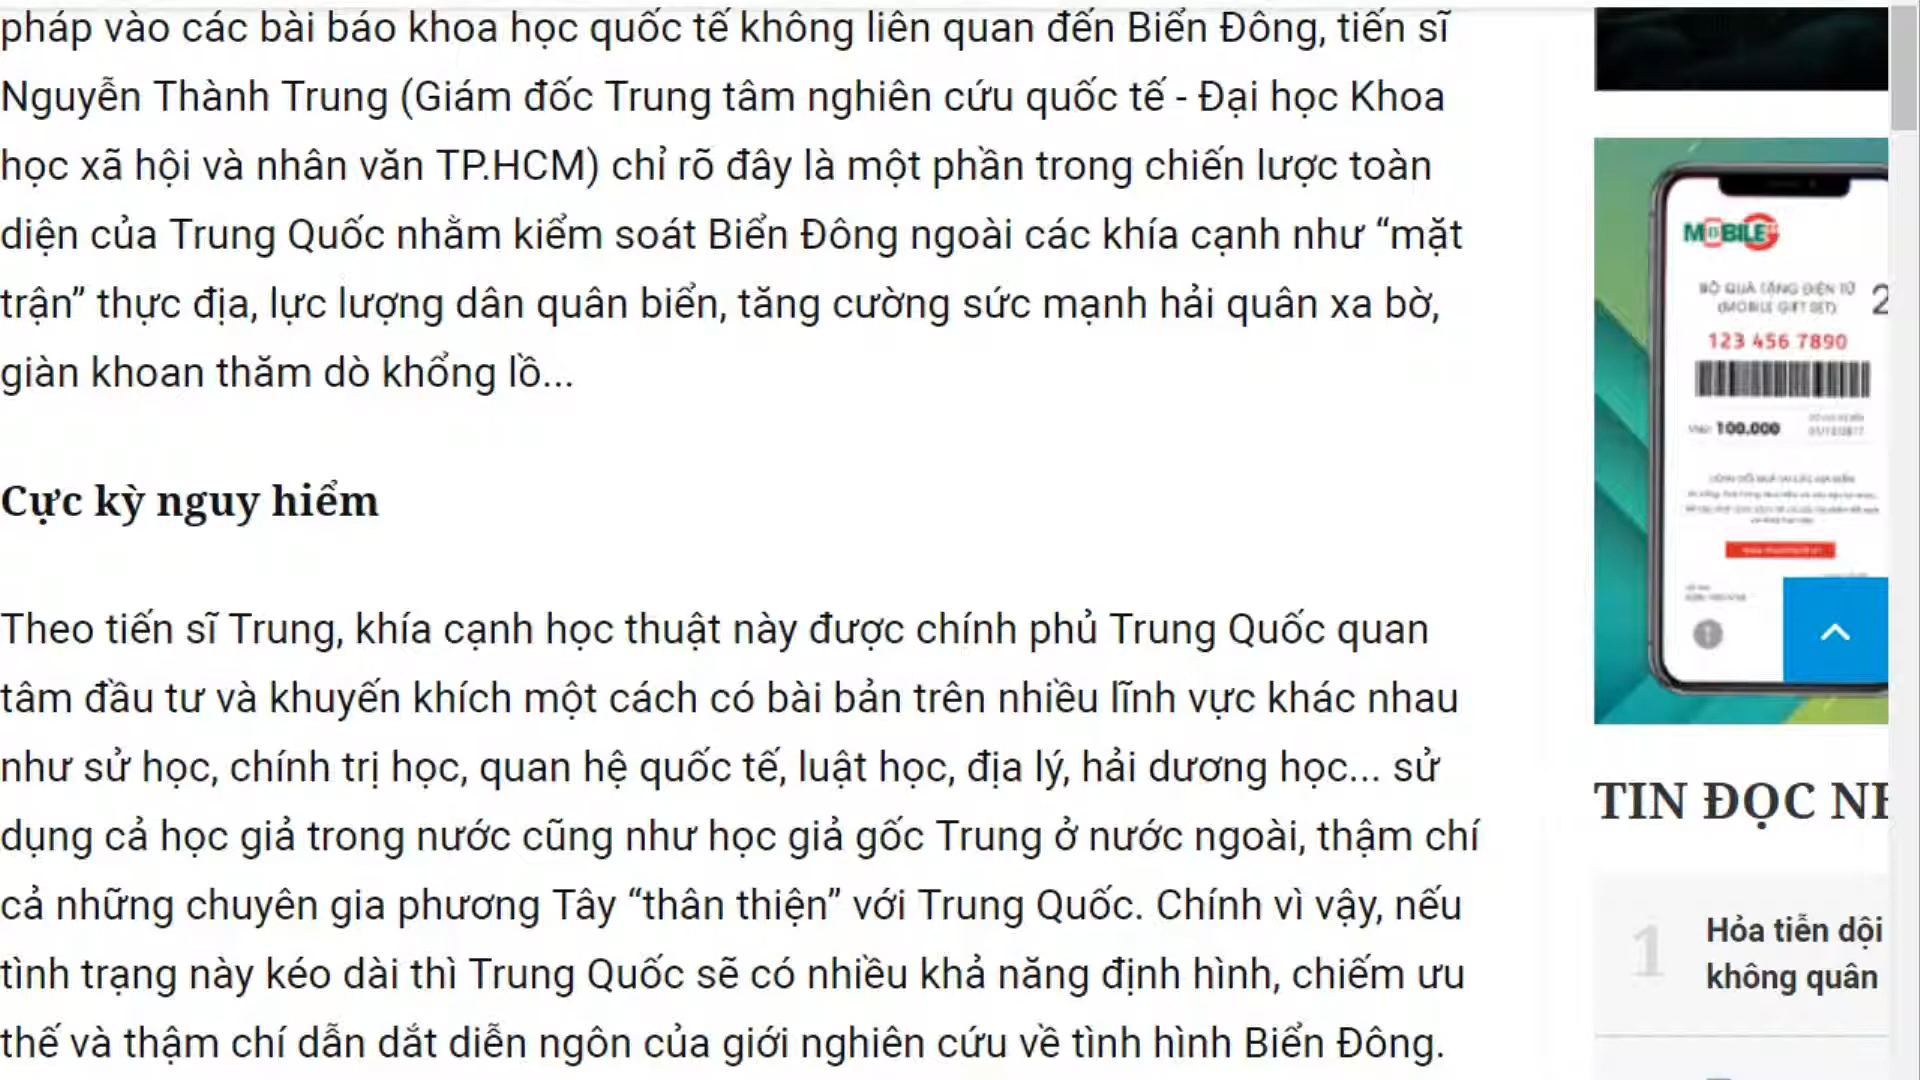 pháp vào các bài báo khoa học quốc tế không liên quan đến Biển Đông, tiến sĩ
Nguyễn Thành Trung (Giám đốc Trung tâm nghiên cứu quốc tế - Đại học Khoa
học xã hội và nhân văn TP.HCM) chỉ rõ đây là một phần trong chiến lược toàn
diện của Trung Quốc nhằm kiểm soát Biển Đông ngoài các khía cạnh như “mặt
trận” thực địa, lực lượng dân quân biển, tăng cường sức mạnh hải quân xa bờ,
giàn khoan thăm dò khổng lồ...
Cực kỳ nguy hiểm
Theo tiến sĩ Trung, khía cạnh học thuật này được chính phủ Trung Quốc quan
tâm đầu tư và khuyến khích một cách có bài bản trên nhiều lĩnh vực khác nhau
như sử học, chính trị học, quan hệ quốc tế, luật học, địa lý, hải dương học... sử
dụng cả học giả trong nước cũng như học giả gốc Trung ở nước ngoài, thậm chí
cả những chuyên gia phương Tây “thân thiện” với Trung Quốc. Chính vì vậy, nếu
tình trạng này kéo dài thì Trung Quốc sẽ có nhiều khả năng định hình, chiếm ưu
thế và thậm chí dẫn dắt diễn ngôn của giới nghiên cứu về tình hình Biển Đông.
MOBILE
BỘ QUÀ TẶNG ĐIỆN TỬ
(MOBILE GIFT SET)
2
123 456 7890
100.000
TIN ĐỌC NH
1
Hỏa tiễn dội
không quân